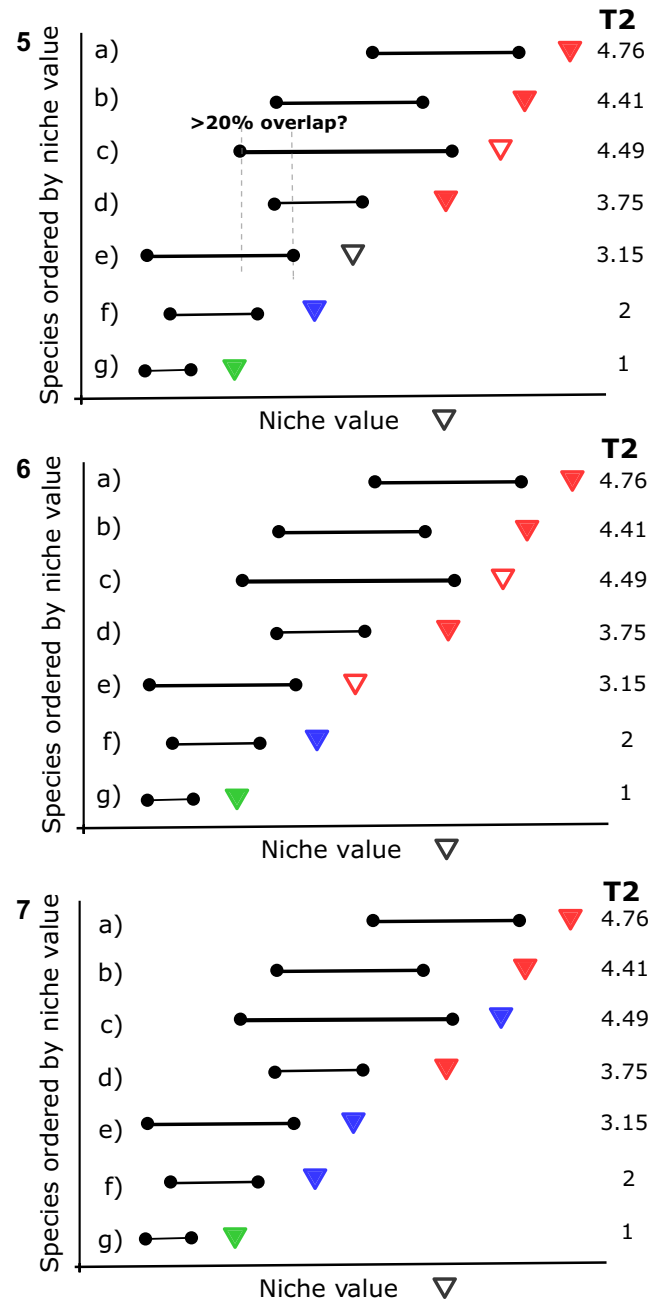 T2
5
Species ordered by niche value
a)
4.76
b)
4.41
>20% overlap?
c)
4.49
d)
3.75
e)
3.15
f)
2
g)
1
Niche value
T2
6
Species ordered by niche value
a)
4.76
b)
4.41
c)
4.49
d)
3.75
e)
3.15
f)
2
g)
1
Niche value
T2
7
Species ordered by niche value
a)
4.76
b)
4.41
c)
4.49
d)
3.75
e)
3.15
f)
2
g)
1
Niche value